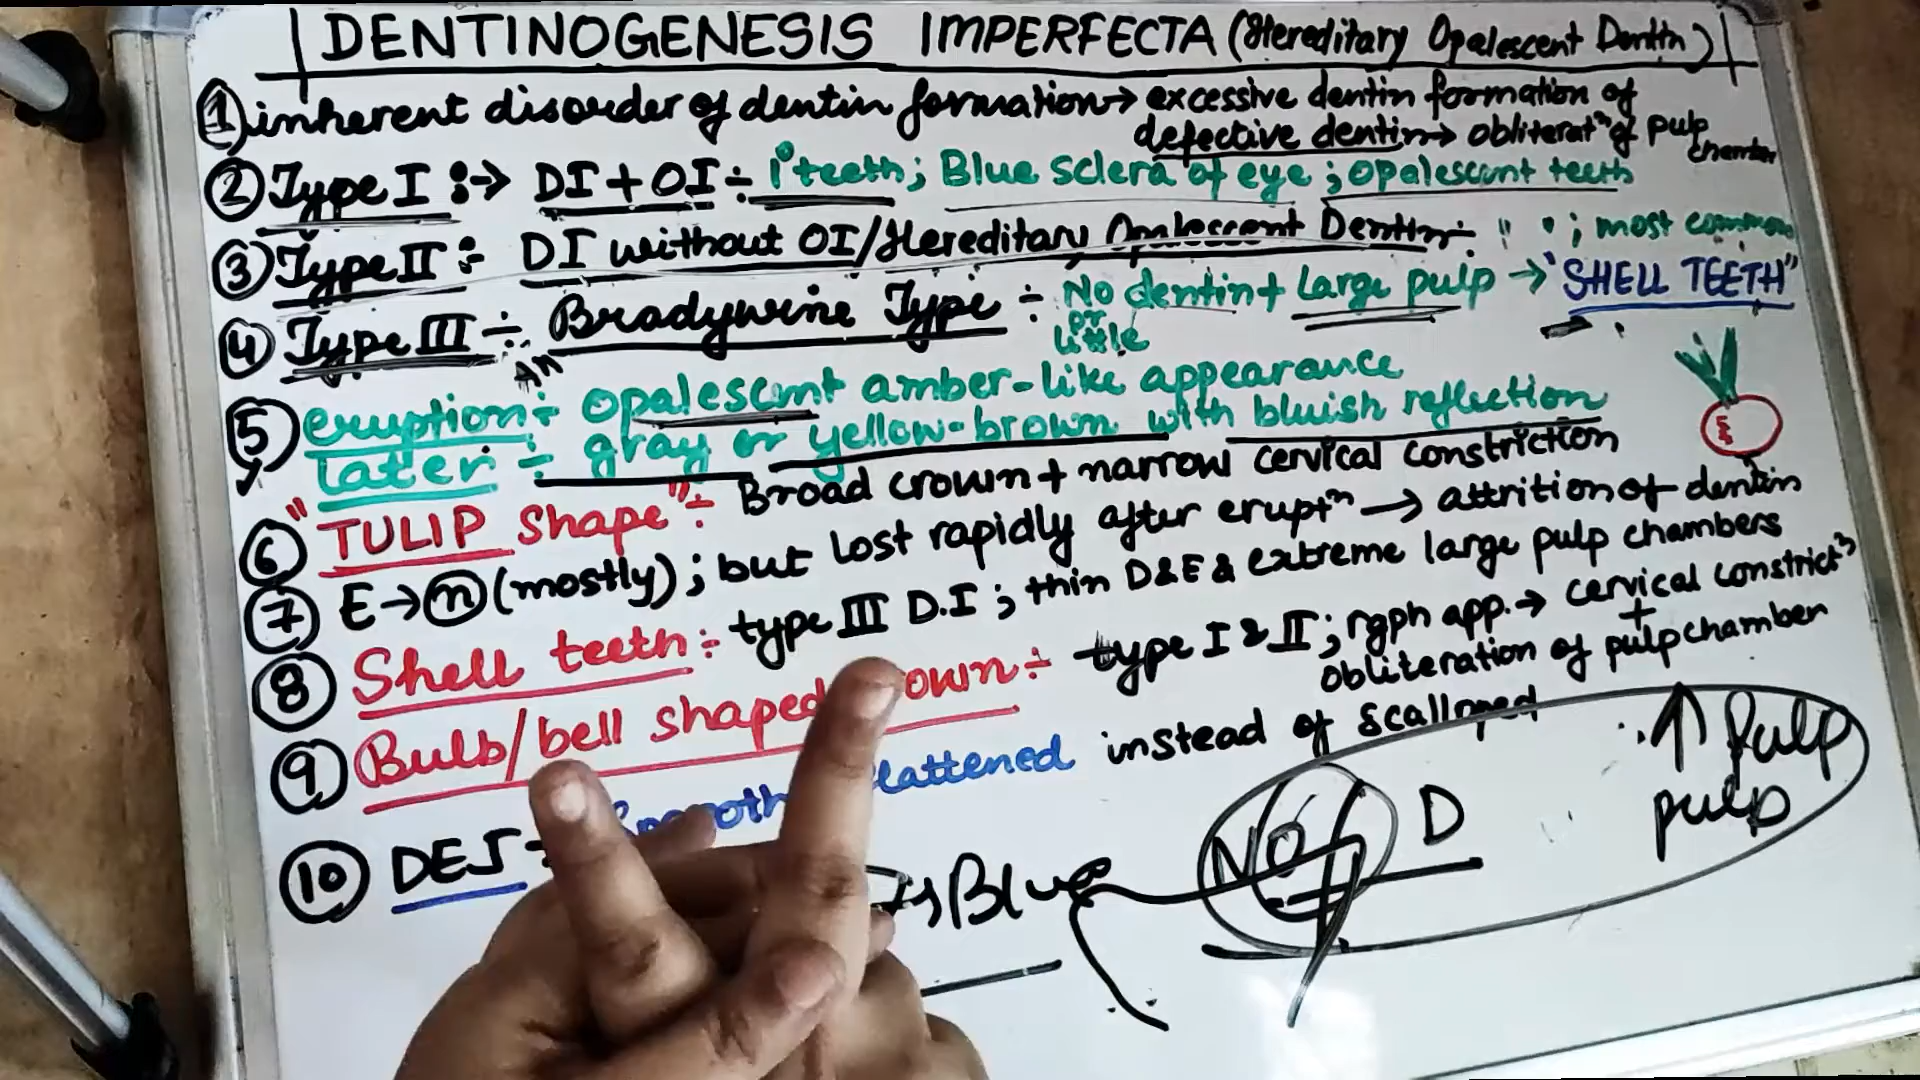 DENTINOGENESIS IMPERFECTA (Hereditary Opalescent Dentin)
① inherent disorder of dentin formation → excessive dentin formation of
defective dentin → obliteratⁿ of pulp chamber
② Type I :→ DI + OI ÷ 1° teeth; Blue sclera of eye ; opalescent teeth
③ Type II :- DI without OI/Hereditary Opalescent Dentin - " " ; most common
④ Type III ÷ Bradywine Type ÷ No dentin + Large pulp → "SHELL TEETH"
or
little
⑤ eruption ÷ opalescent amber-like appearance
later ÷ gray or yellow-brown with bluish reflection
⑥ "TULIP Shape" ÷ Broad crown + narrow cervical constriction
⑦ E → ⓝ (mostly) ; but lost rapidly after eruptⁿ → attrition of dentin
⑧ Shell teeth ÷ type III D.I ; thin D&E & extreme large pulp chambers
⑨ Bulb/bell shaped ÷ type I & II ; rgph app. → cervical constrictⁿ
+
obliteration of pulp chamber
⑩ DEJ instead of scalloped
Blue
No D
∴ ↑ pulp
pulp